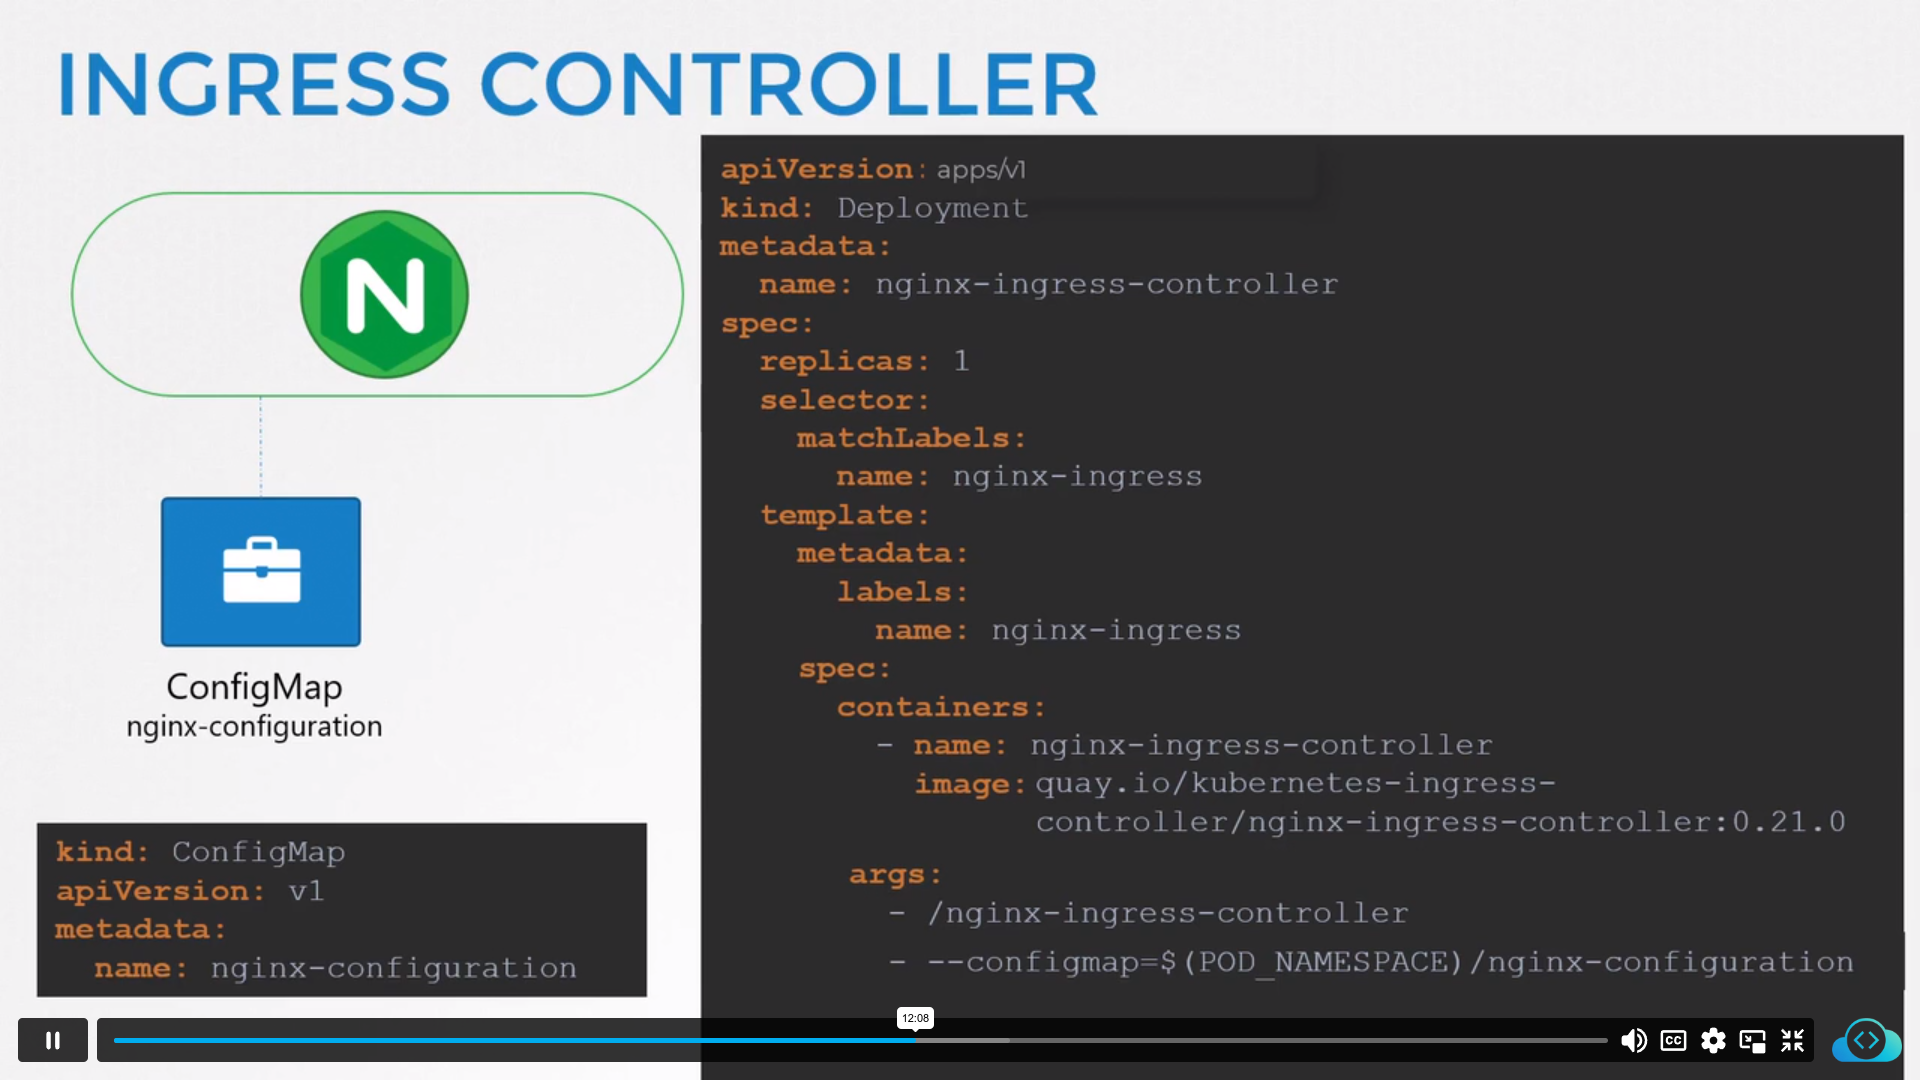 INGRESS CONTROLLER
N
ConfigMap
nginx-configuration
kind: ConfigMap
apiVersion: v1
metadata:
name: nginx-configuration
apiVersion: apps/v1
kind: Deployment
metadata:
name: nginx-ingress-controller
spec:
replicas: 1
selector:
matchLabels:
name: nginx-ingress
template:
metadata:
labels:
name: nginx-ingress
spec:
containers:
- name: nginx-ingress-controller
image: quay.io/kubernetes-ingress-
controller/nginx-ingress-controller:0.21.0
args:
- /nginx-ingress-controller
- --configmap=$(POD_NAMESPACE)/nginx-configuration
12:08
CC